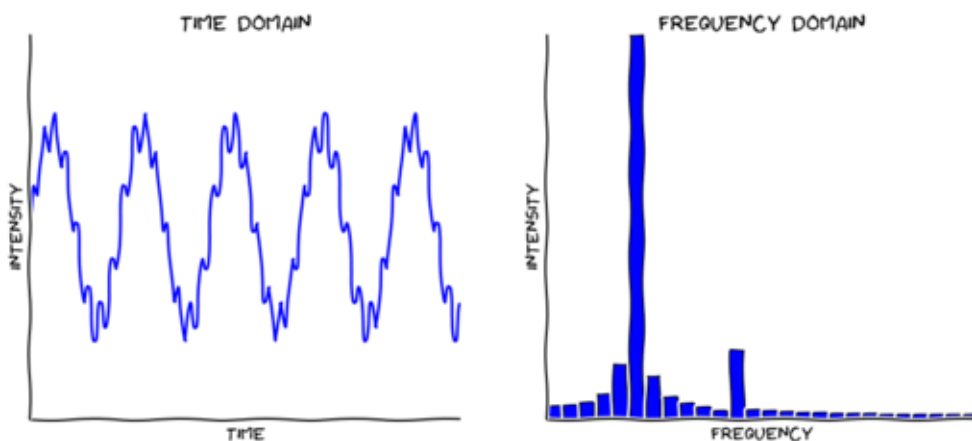 TIME DOMAIN
INTENSITY
TIME
FREQUENCY DOMAIN
INTENSITY
FREQUENCY